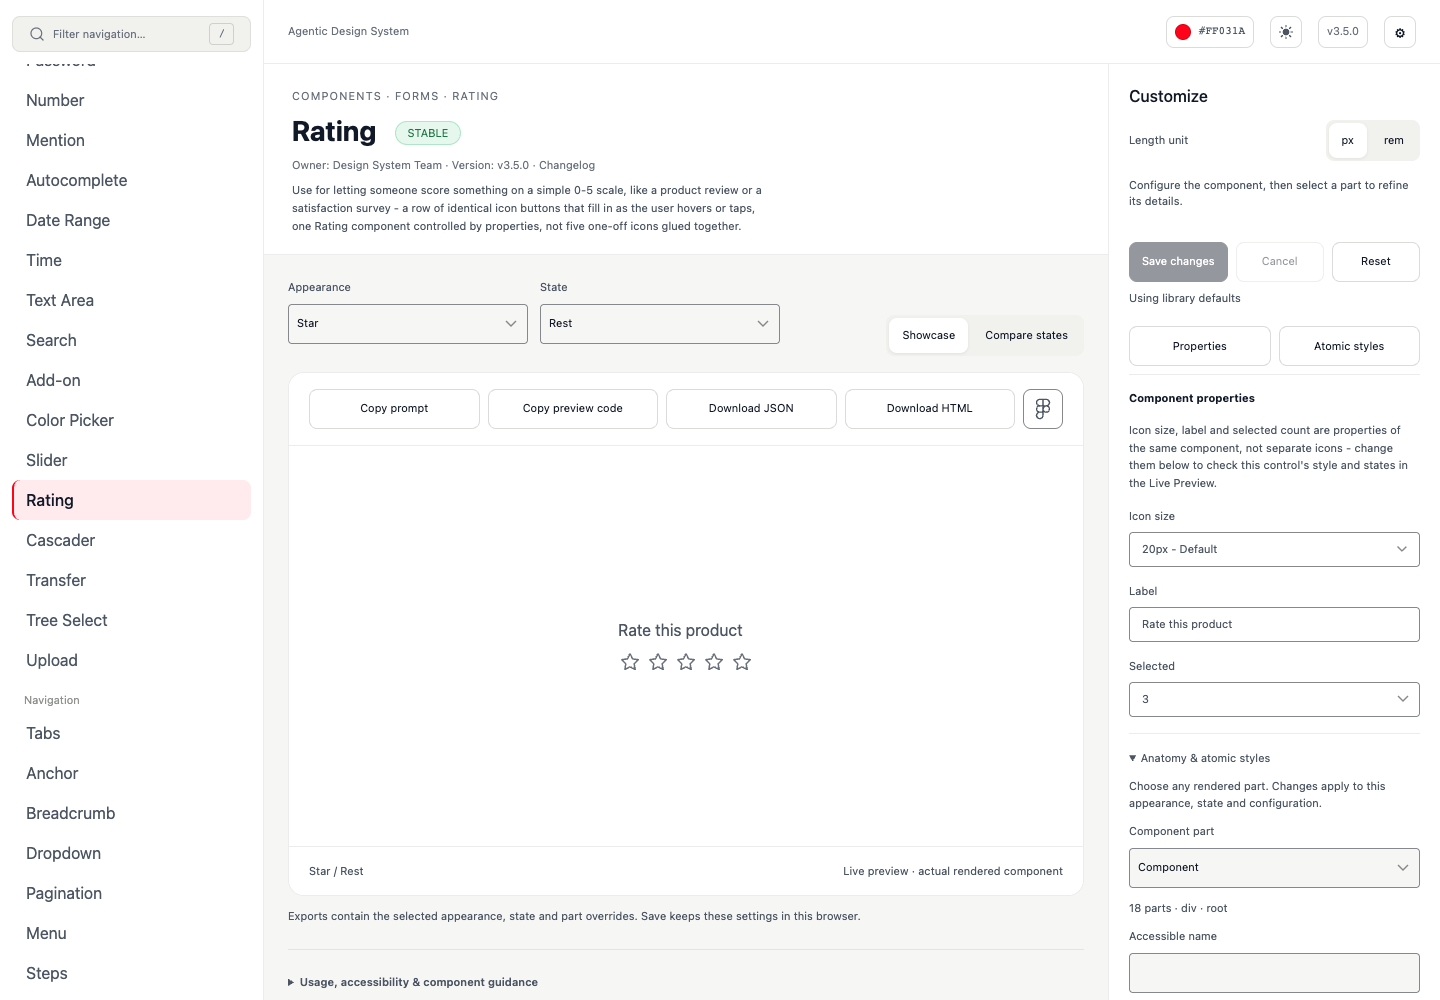 Filter navigation...
/
Password
Number
Mention
Autocomplete
Date Range
Time
Text Area
Search
Add-on
Color Picker
Slider
Rating
Cascader
Transfer
Tree Select
Upload
Navigation
Tabs
Anchor
Breadcrumb
Dropdown
Pagination
Menu
Steps
Agentic Design System
#FF031A
v3.5.0
COMPONENTS · FORMS · RATING
Rating
STABLE
Owner: Design System Team · Version: v3.5.0 · Changelog
Use for letting someone score something on a simple 0-5 scale, like a product review or a
satisfaction survey - a row of identical icon buttons that fill in as the user hovers or taps,
one Rating component controlled by properties, not five one-off icons glued together.
Appearance
State
Star
Rest
Showcase
Compare states
Copy prompt
Copy preview code
Download JSON
Download HTML
Rate this product
Star / Rest
Live preview · actual rendered component
Exports contain the selected appearance, state and part overrides. Save keeps these settings in this browser.
Usage, accessibility & component guidance
Customize
Length unit
px
rem
Configure the component, then select a part to refine
its details.
Save changes
Cancel
Reset
Using library defaults
Properties
Atomic styles
Component properties
Icon size, label and selected count are properties of
the same component, not separate icons - change
them below to check this control's style and states in
the Live Preview.
Icon size
20px - Default
Label
Rate this product
Selected
3
Anatomy & atomic styles
Choose any rendered part. Changes apply to this
appearance, state and configuration.
Component part
Component
18 parts · div · root
Accessible name